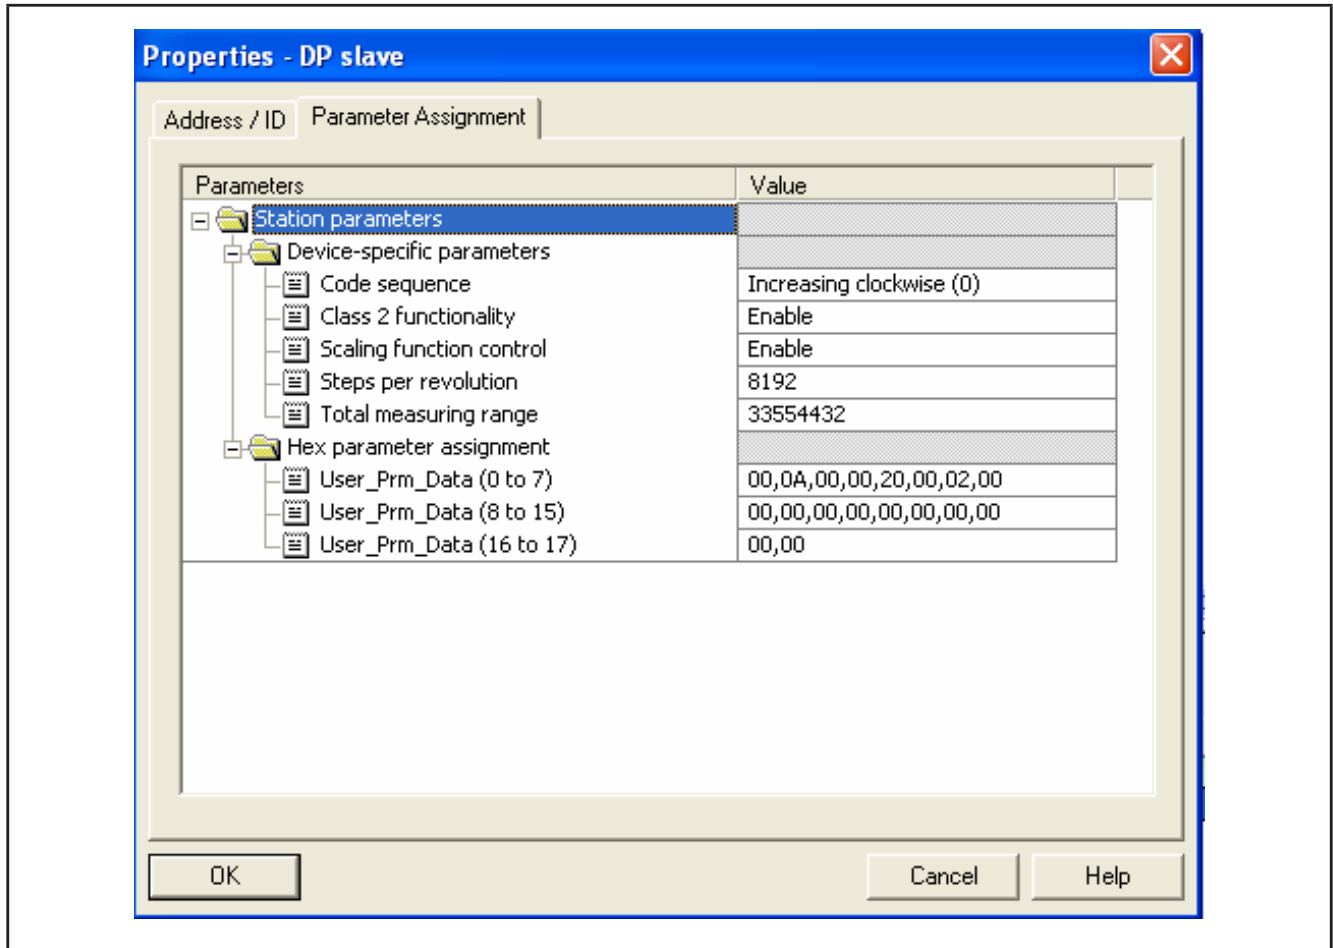 Properties - DP slave
Address / ID Parameter Assignment
Parameters Value
Station parameters
Device-specific parameters
Code sequence Increasing clockwise (0)
Class 2 functionality Enable
Scaling function control Enable
Steps per revolution 8192
Total measuring range 33554432
Hex parameter assignment
User_Prm_Data (0 to 7) 00,0A,00,00,20,00,02,00
User_Prm_Data (8 to 15) 00,00,00,00,00,00,00,00
User_Prm_Data (16 to 17) 00,00
OK Cancel Help